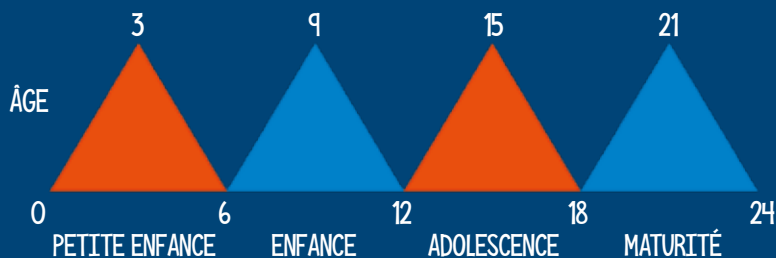 3 9 15 21
ÂGE
0 6 12 18 24
PETITE ENFANCE ENFANCE ADOLESCENCE MATURITÉ